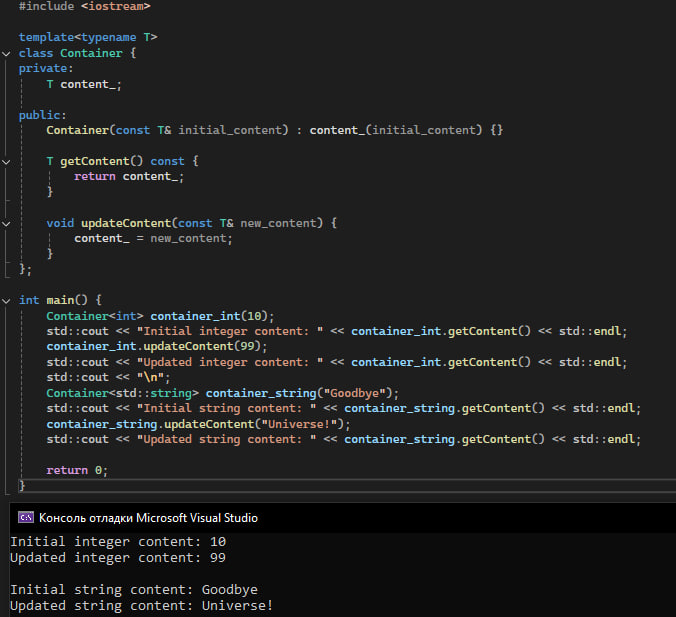 #include <iostream>
template<typename T>
class Container {
private:
T content_;
public:
Container(const T& initial_content) : content_(initial_content) {}
T getContent() const {
return content_;
}
void updateContent(const T& new_content) {
content_ = new_content;
}
};
int main() {
Container<int> container_int(10);
std::cout << "Initial integer content: " << container_int.getContent() << std::endl;
container_int.updateContent(99);
std::cout << "Updated integer content: " << container_int.getContent() << std::endl;
std::cout << "\n";
Container<std::string> container_string("Goodbye");
std::cout << "Initial string content: " << container_string.getContent() << std::endl;
container_string.updateContent("Universe!");
std::cout << "Updated string content: " << container_string.getContent() << std::endl;
return 0;
}
Консоль отладки Microsoft Visual Studio
Initial integer content: 10
Updated integer content: 99
Initial string content: Goodbye
Updated string content: Universe!